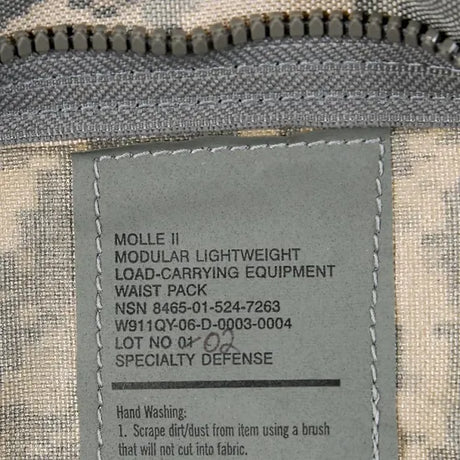 MOLLE II
MODULAR LIGHTWEIGHT
LOAD-CARRYING EQUIPMENT
WAIST PACK
NSN 8465-01-524-7263
W911QY-06-D-0003-0004
LOT NO 01 02
SPECIALTY DEFENSE
Hand Washing:
1. Scrape dirt/dust from item using a brush
that will not cut into fabric.